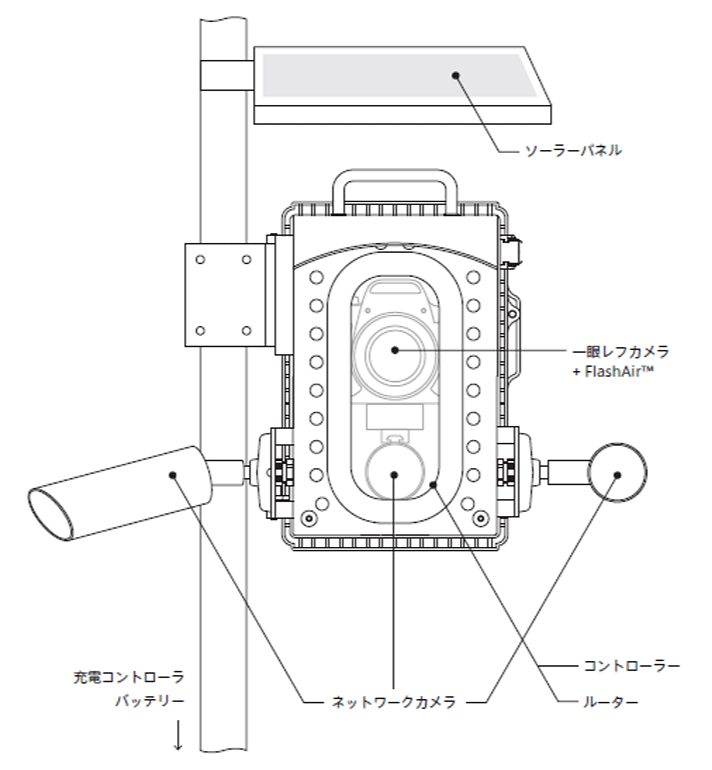 ソーラーパネル
一眼レフカメラ
+ FlashAir™
コントローラー
充電コントローラ
バッテリー
ネットワークカメラ
ルーター